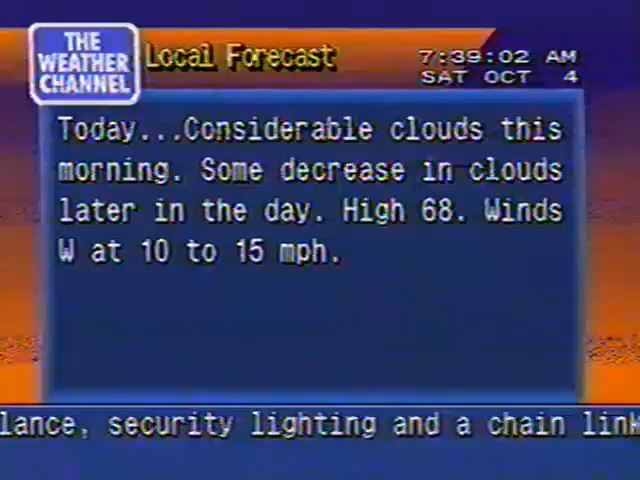 THE
WEATHER
CHANNEL
Local Forecast
7:39:02 AM
SAT OCT 4
Today...Considerable clouds this
morning. Some decrease in clouds
later in the day. High 68. Winds
W at 10 to 15 mph.
lance, security lighting and a chain link